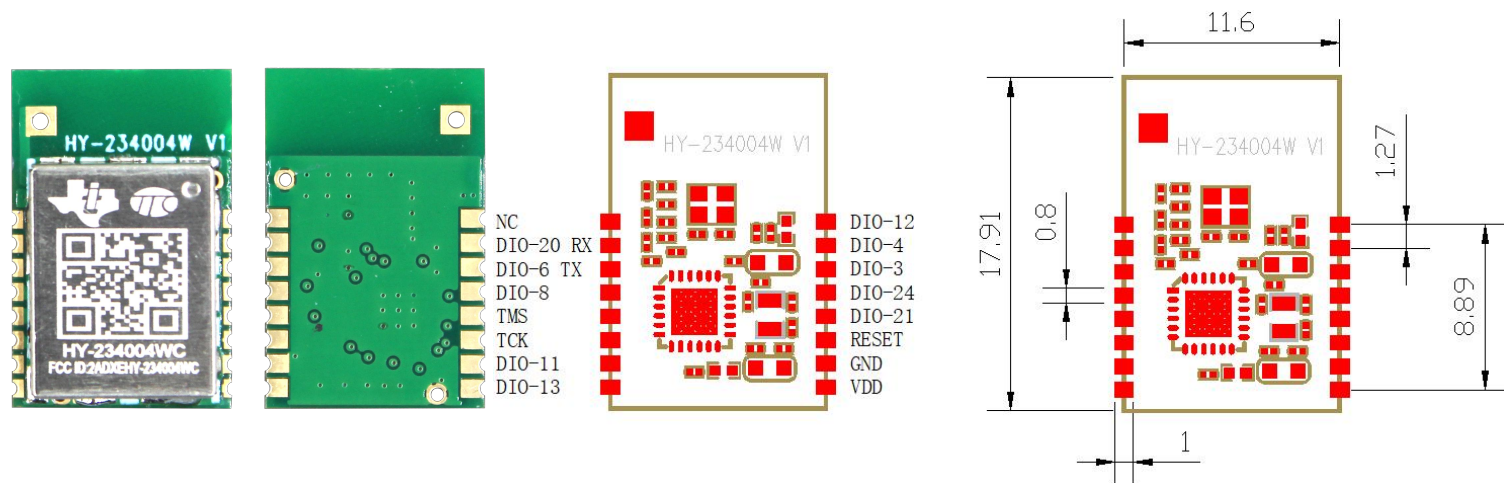 HY-234004W V1
HY-234004WC
FCC ID:2ADXEHY-234004WC
NC
DIO-20 RX
DIO-6 TX
DIO-8
TMS
TCK
DIO-11
DIO-13
HY-234004W V1
DIO-12
DIO-4
DIO-3
DIO-24
DIO-21
RESET
GND
VDD
11.6
17.91
0.8
HY-234004W V1
1.27
8.89
1